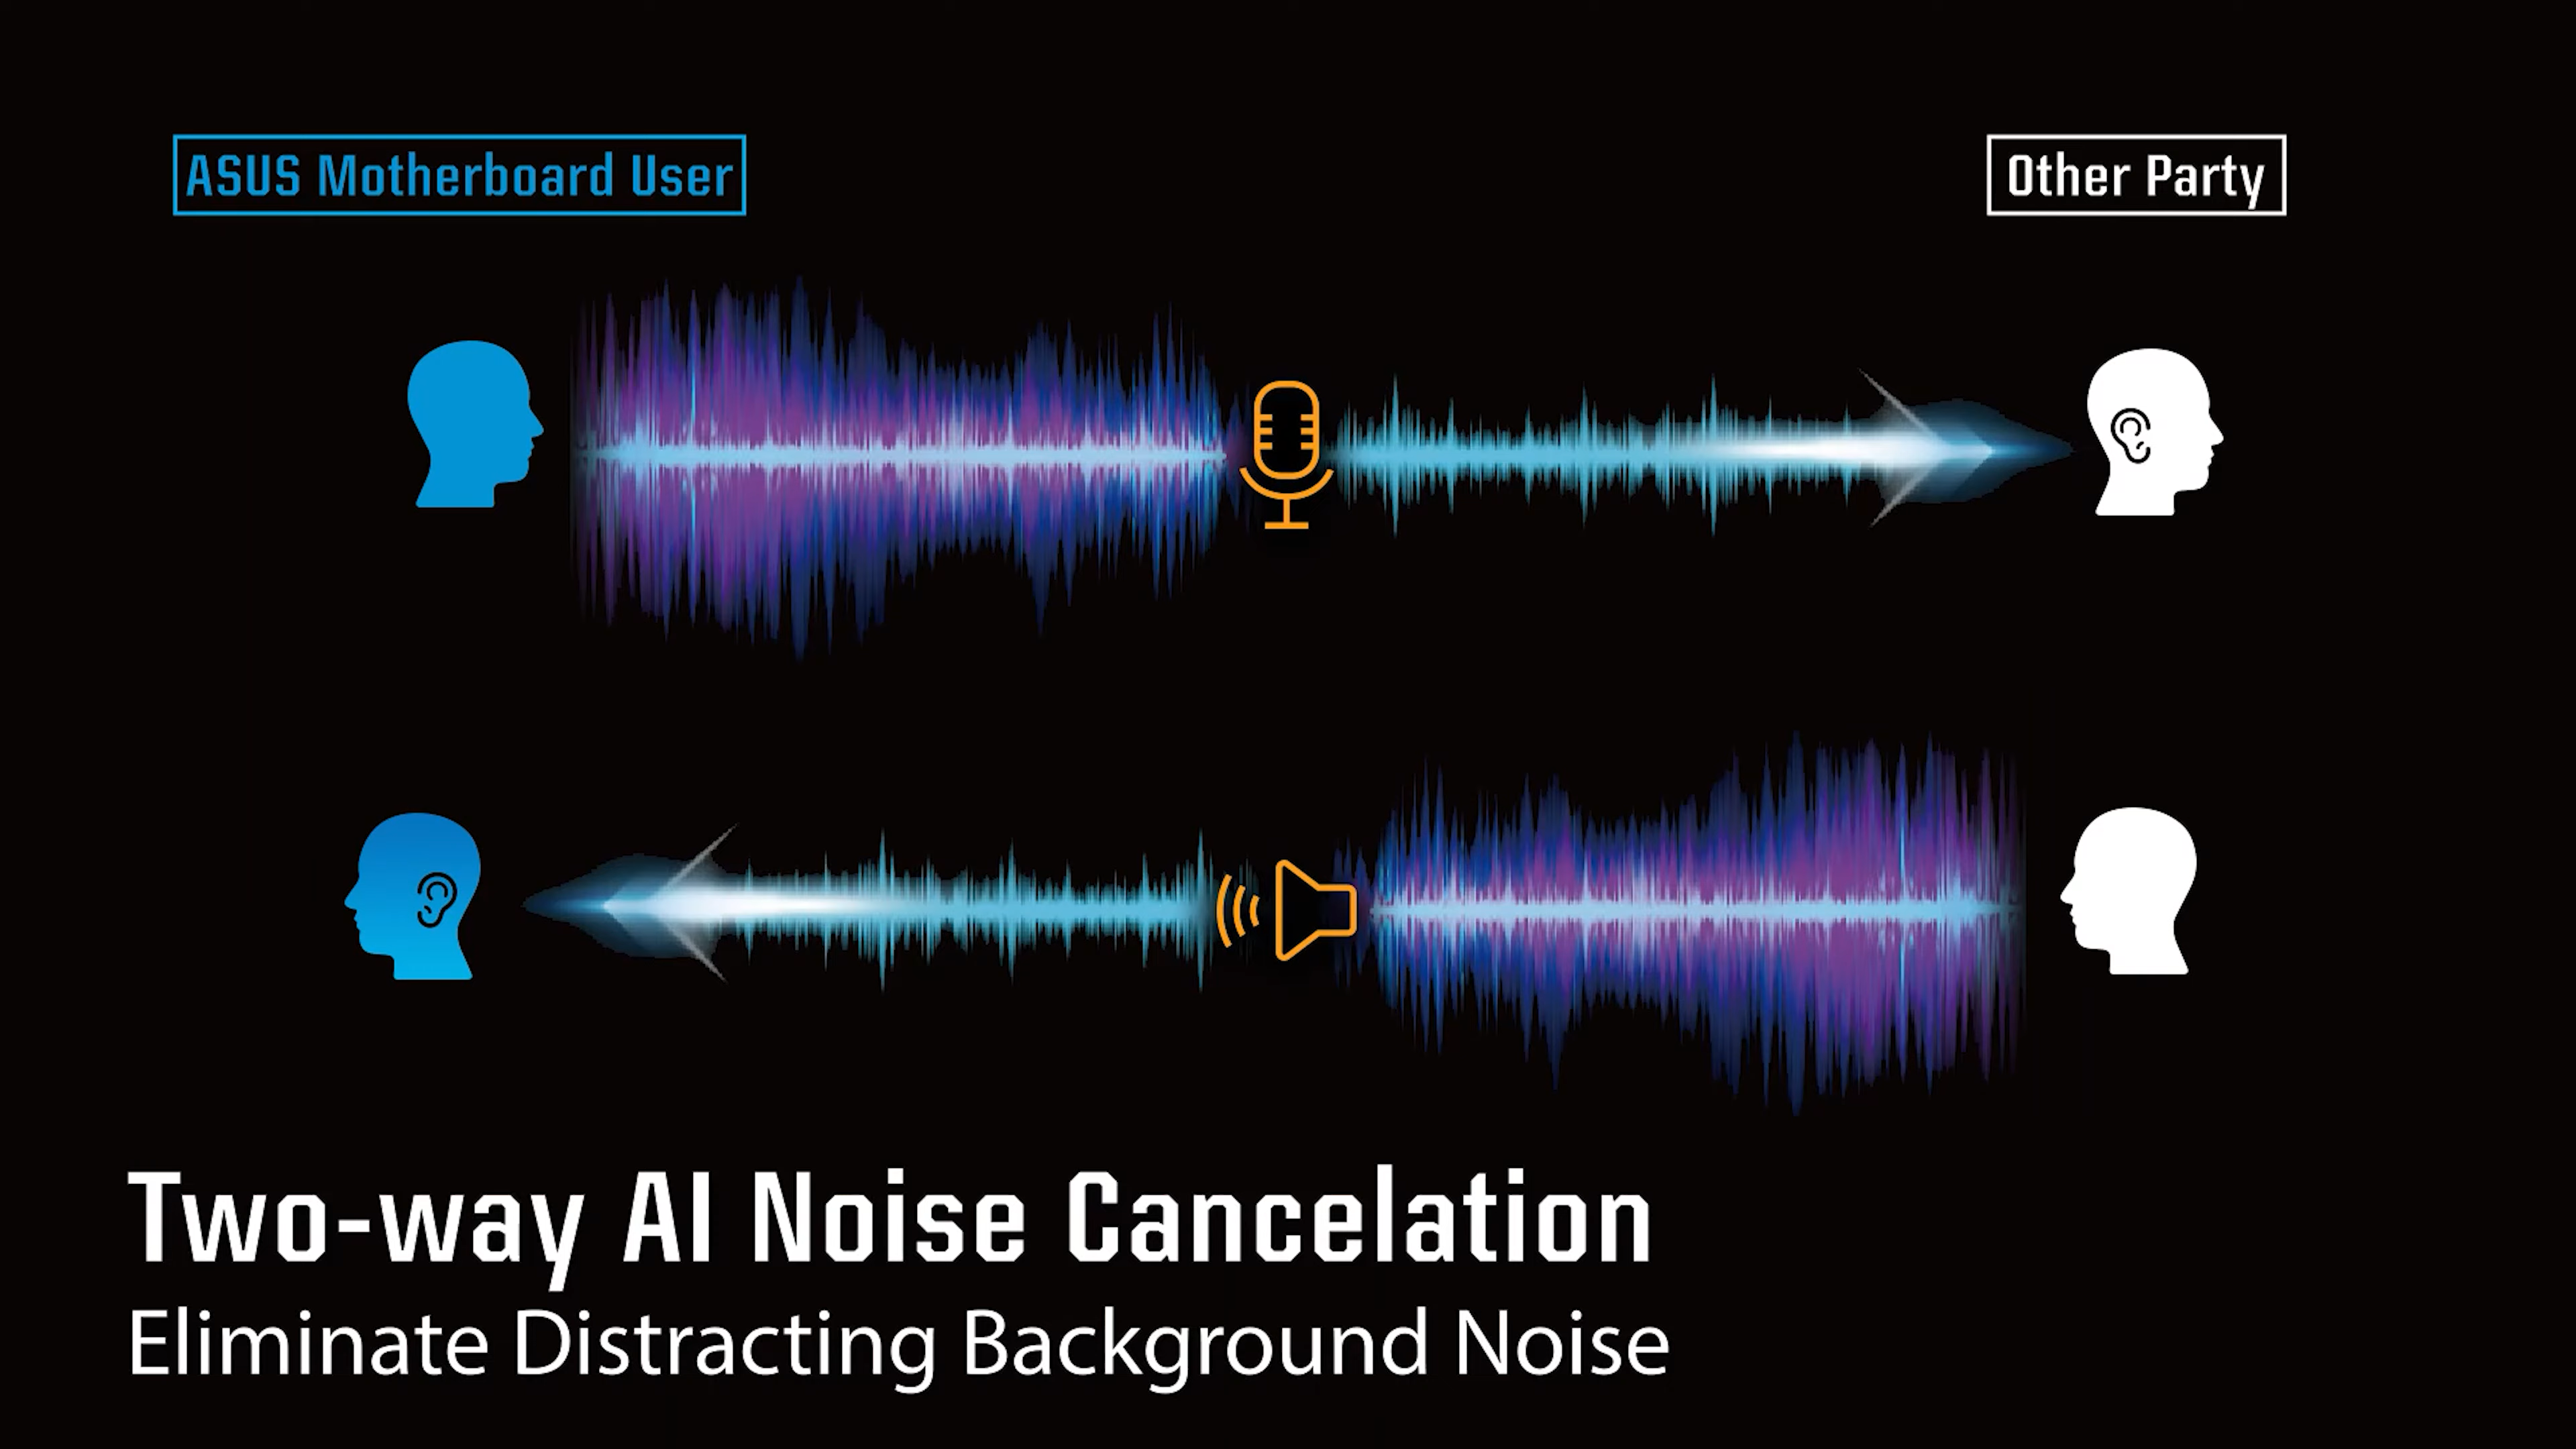 ASUS Motherboard User
Other Party
Two-way AI Noise Cancelation
Eliminate Distracting Background Noise